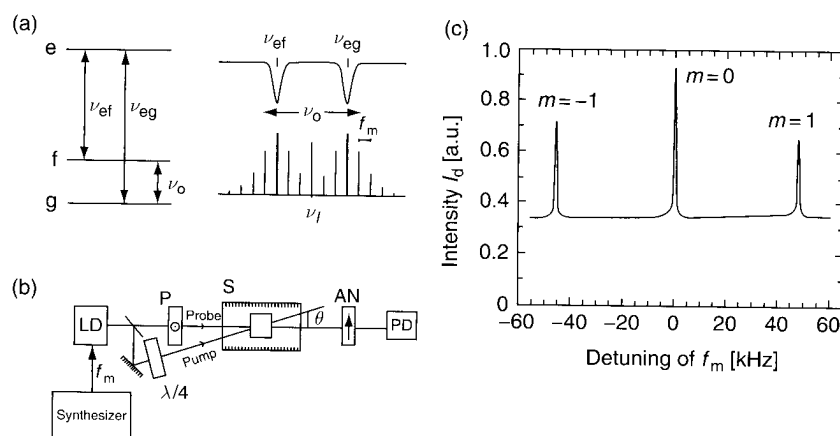 (a)
e
f
g
ν_ef
ν_eg
ν_o
ν_ef
ν_eg
ν_o
f_m
ν_l
(b)
LD
P
Probe
S
θ
AN
PD
Pump
λ/4
f_m
Synthesizer
(c)
Intensity I_d [a.u.]
1.0
0.8
0.6
0.4
0.2
0
m = 0
m = −1
m = 1
−60 −40 −20 0 20 40 60
Detuning of f_m [kHz]